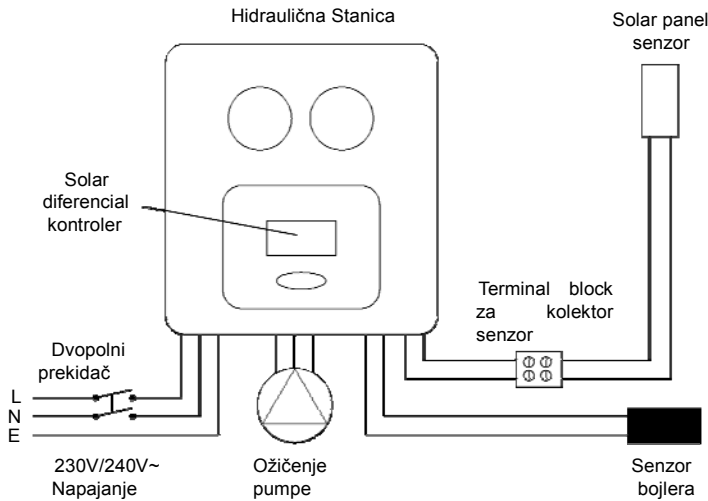 Hidraulična Stanica
Solar panel
senzor
Solar
diferencial
kontroler
Terminal block
za kolektor
senzor
Dvopolni
prekidač
L
N
E
230V/240V~
Napajanje
Ožičenje
pumpe
Senzor
bojlera